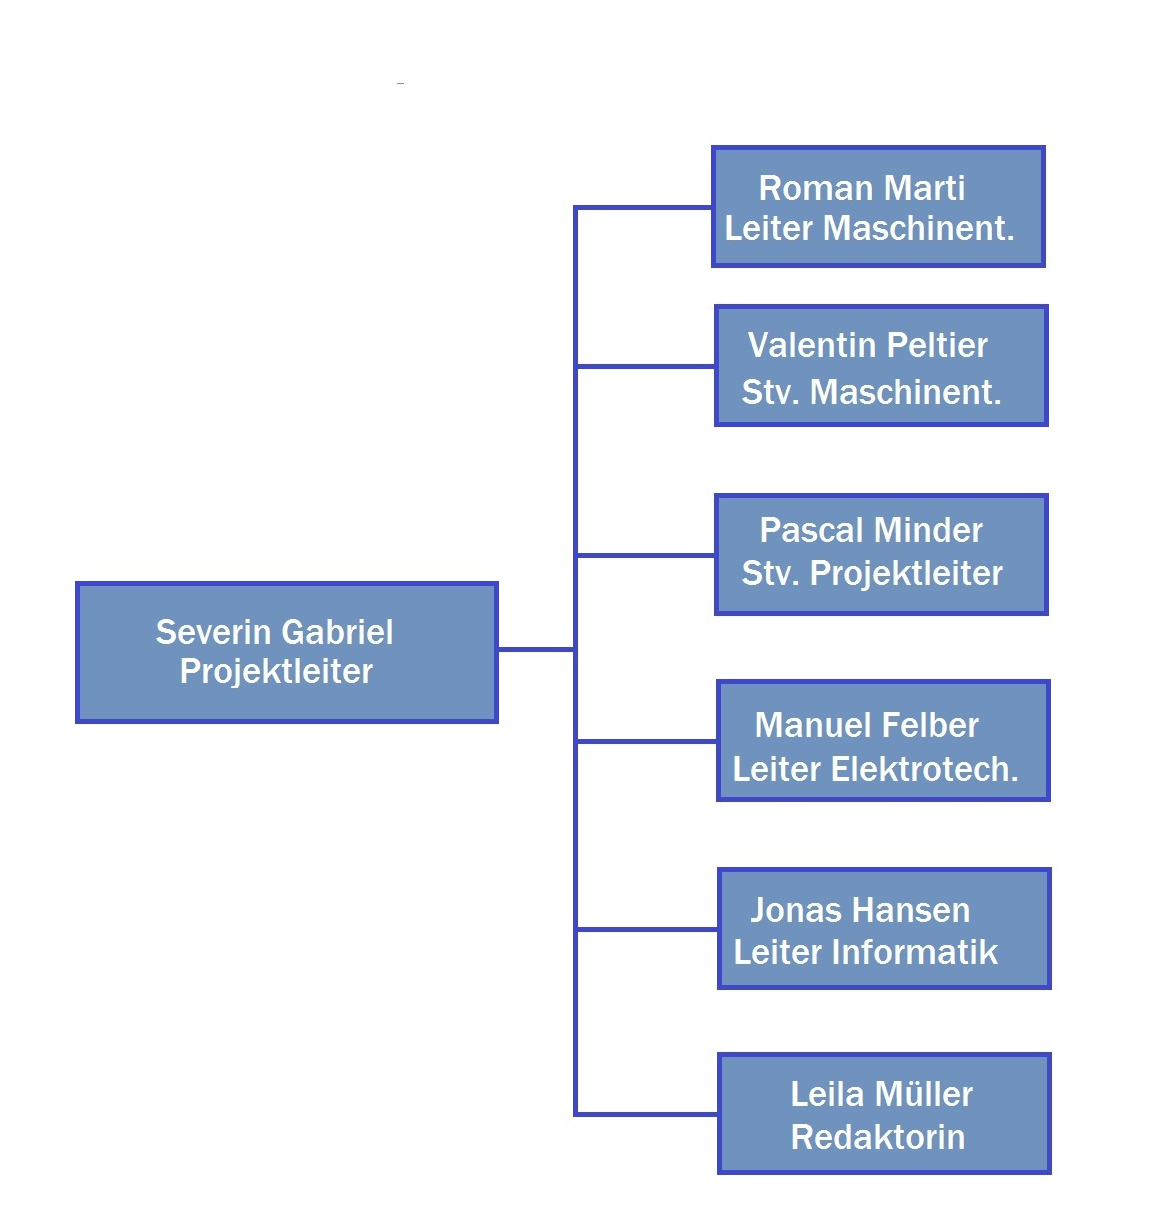 Roman Marti
Leiter Maschinent.
Valentin Peltier
Stv. Maschinent.
Pascal Minder
Stv. Projektleiter
Severin Gabriel
Projektleiter
Manuel Felber
Leiter Elektrotech.
Jonas Hansen
Leiter Informatik
Leila Müller
Redaktorin